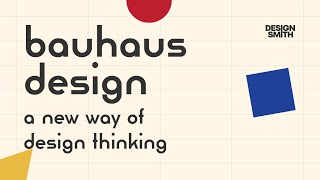 bauhaus
design
a new way of
design thinking
DESIGN
SMITH